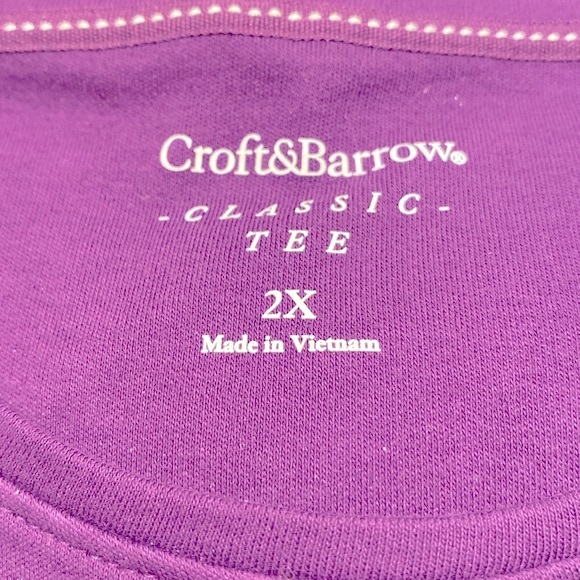 Croft&Barrow®
-CLASSIC-
TEE
2X
Made in Vietnam